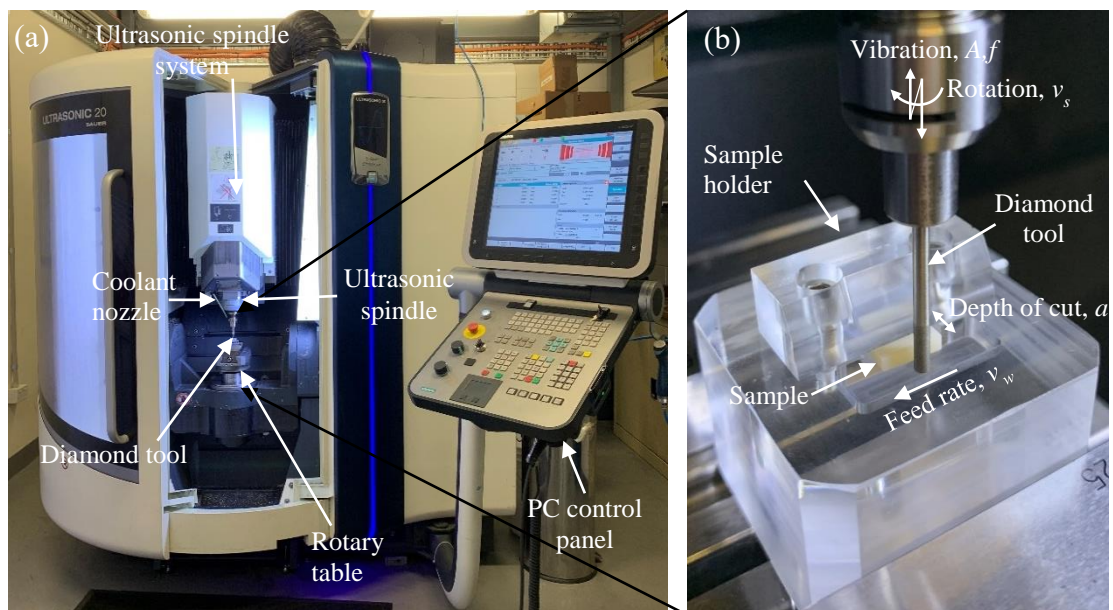 (a)
Ultrasonic spindle
system
ULTRASONIC 20
Coolant
nozzle
Ultrasonic
spindle
Diamond tool
Rotary
table
PC control
panel
(b)
Vibration, A,f
Rotation, vₛ
Sample
holder
Diamond
tool
Depth of cut, a
Sample
Feed rate, v_w